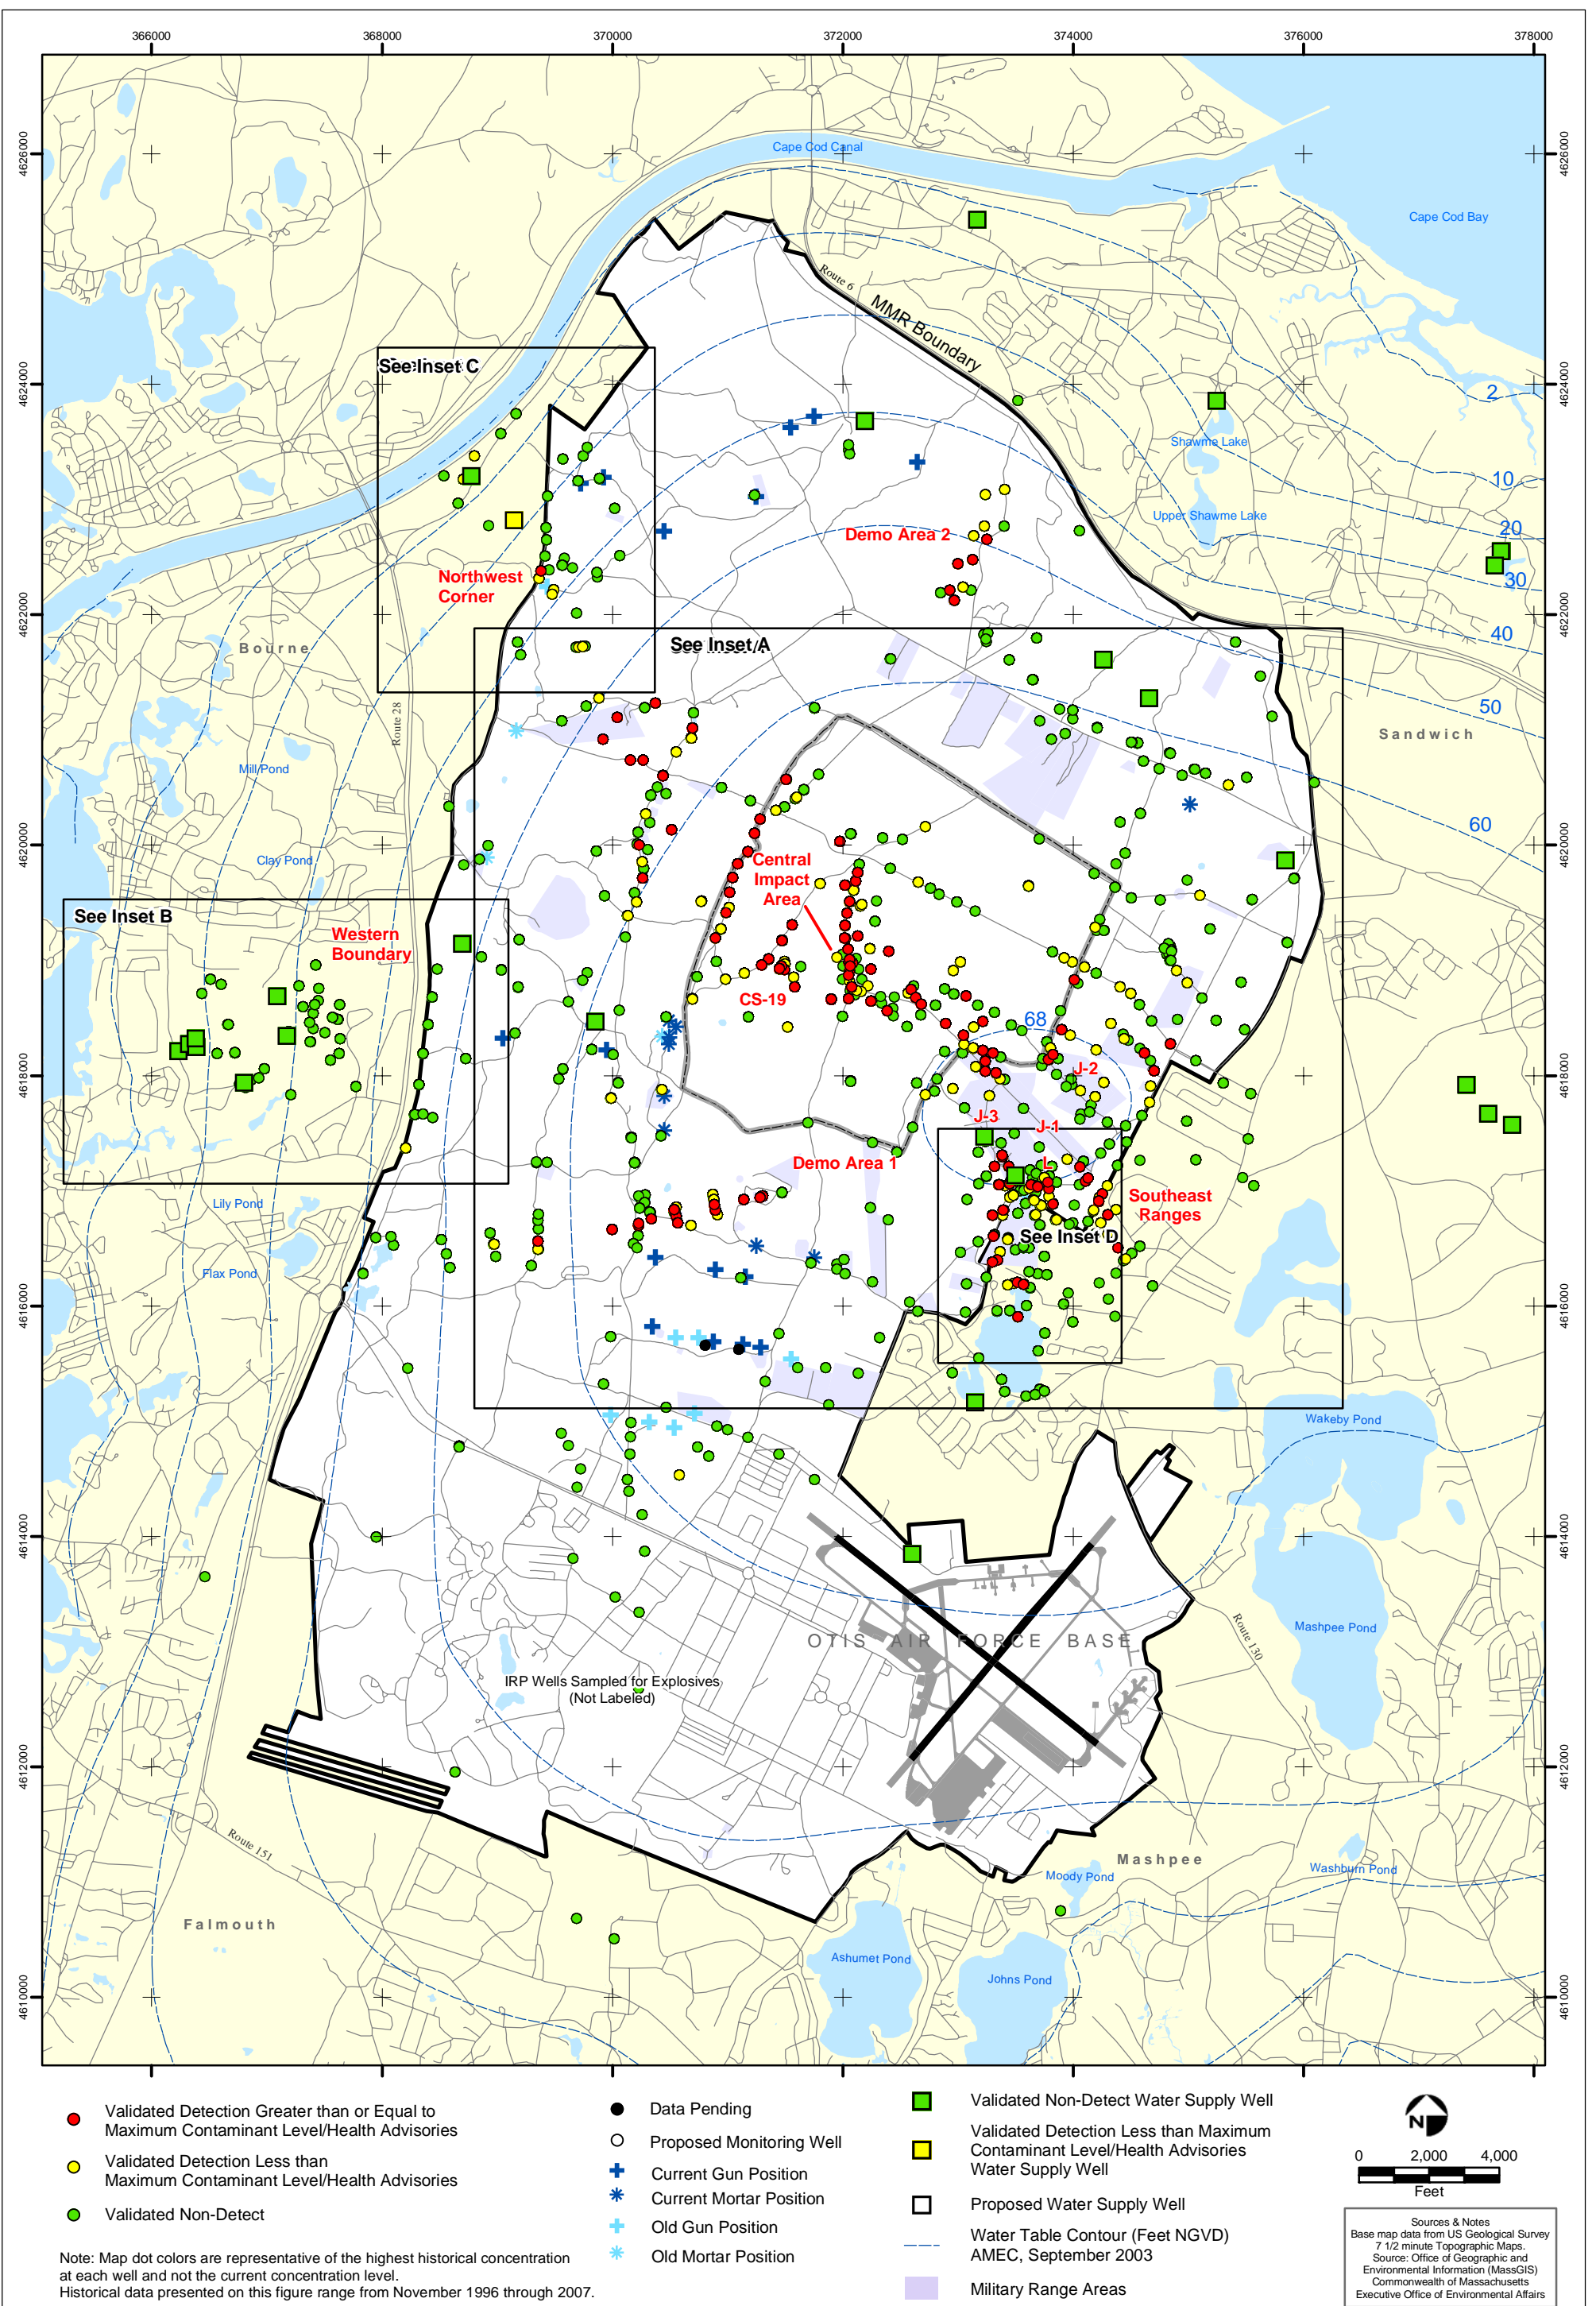 366000 368000 370000 372000 374000 376000 378000
4626000 4626000
Cape Cod Canal
Cape Cod Bay
Route 6
MMR Boundary
See Inset C
4624000 4624000
2
Shawme Lake
10
Upper Shawme Lake
20
Demo Area 2
30
Northwest
Corner
4622000 4622000
40
See Inset A
Bourne
50
Route 28
Sandwich
Mill Pond
60
4620000 4620000
Clay Pond
Central
Impact
Area
See Inset B
Western
Boundary
CS-19
68
4618000 4618000
J-2
J-3
J-1
Demo Area 1
L
Southeast
Ranges
Lily Pond
See Inset D
Flax Pond
4616000 4616000
Wakeby Pond
4614000 4614000
Route 130
Mashpee Pond
OTIS AIR FORCE BASE
IRP Wells Sampled for Explosives
(Not Labeled)
4612000 4612000
Route 151
Mashpee
Moody Pond
Washburn Pond
Falmouth
Ashumet Pond
Johns Pond
4610000 4610000
Validated Detection Greater than or Equal to
Maximum Contaminant Level/Health Advisories
Validated Detection Less than
Maximum Contaminant Level/Health Advisories
Validated Non-Detect
Note: Map dot colors are representative of the highest historical concentration
at each well and not the current concentration level.
Historical data presented on this figure range from November 1996 through 2007.
Data Pending
Proposed Monitoring Well
Current Gun Position
Current Mortar Position
Old Gun Position
Old Mortar Position
Validated Non-Detect Water Supply Well
Validated Detection Less than Maximum
Contaminant Level/Health Advisories
Water Supply Well
Proposed Water Supply Well
Water Table Contour (Feet NGVD)
AMEC, September 2003
Military Range Areas
N
0 2,000 4,000
Feet
Sources & Notes
Base map data from US Geological Survey
7 1/2 minute Topographic Maps.
Source: Office of Geographic and
Environmental Information (MassGIS)
Commonwealth of Massachusetts
Executive Office of Environmental Affairs